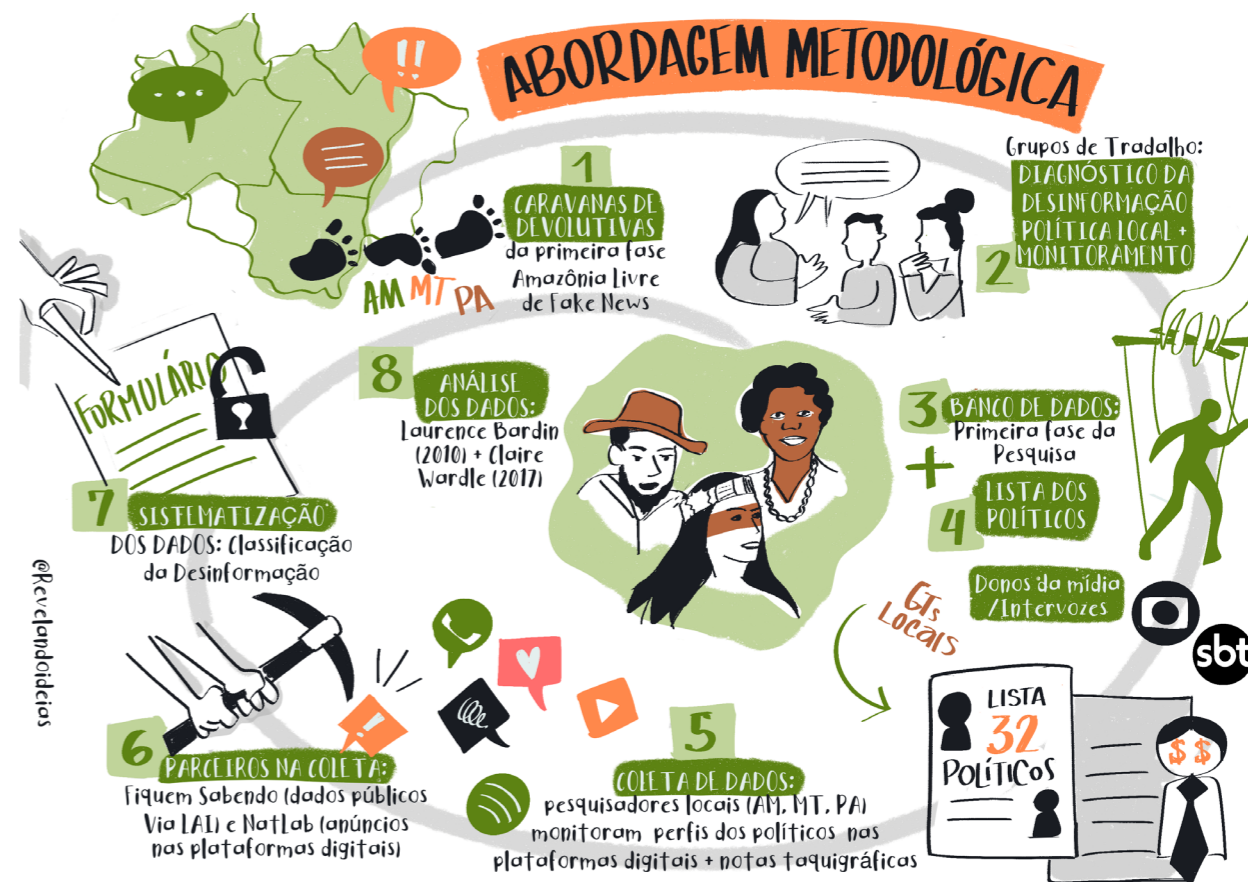 ABORDAGEM METODOLÓGICA
1
CARAVANAS DE
DEVOLUTIVAS
da primeira fase
Amazônia Livre
de Fake News
AM MT PA
Grupos de Tradalho:
DIAGNÓSTICO DA
DESINFORMAÇÃO
POLÍTICA LOCAL +
MONITORAMENTO
2
3
BANCO DE DADOS:
Primeira fase da
Pesquisa
+
4
LISTA DOS
POLÍTICOS
Donos da mídia
/Intervozes
sbt
GTs
LOCAIS
LISTA
32
POLÍTICOS
$ $
5
COLETA DE DADOS:
pesquisadores locais (AM, MT, PA)
monitoram perfis dos políticos nas
plataformas digitais + notas taquigráficas
6
PARCEIROS NA COLETA:
Fiquem Sabendo (dados públicos
Via LAI) e NatLab (anúncios
nas plataformas digitais)
7
SISTEMATIZAÇÃO
DOS DADOS: Classificação
da Desinformação
FORMULÁRIO
8
ANÁLISE
DOS DADOS:
Laurence Bardin
(2010) + Claire
Wardle (2017)
@Revelandoideias